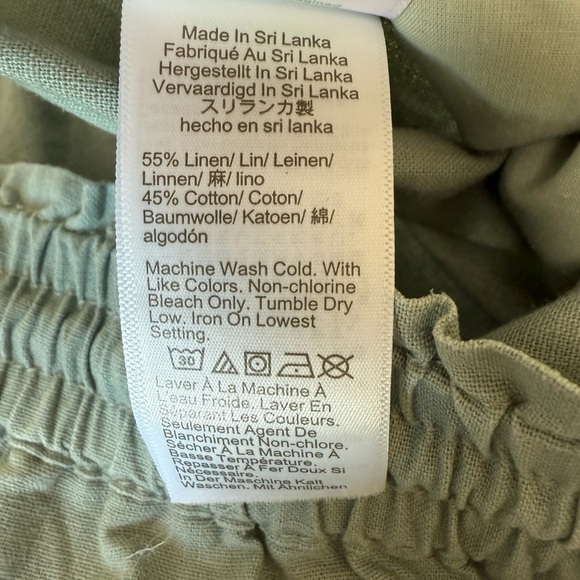 Made In Sri Lanka
Fabriqué Au Sri Lanka
Hergestellt In Sri Lanka
Vervaardigd In Sri Lanka
スリランカ製
hecho en sri lanka
55% Linen/ Lin/ Leinen/
Linnen/ 麻/ lino
45% Cotton/ Coton/
Baumwolle/ Katoen/ 綿/
algodón
Machine Wash Cold. With
Like Colors. Non-chlorine
Bleach Only. Tumble Dry
Low. Iron On Lowest
Setting.
30
Laver À La Machine À
L'eau Froide. Laver En
Séparant Les Couleurs.
Seulement Agent De
Blanchiment Non-chlore.
Sécher À La Machine À
Basse Température.
Repasser À Fer Doux Si
Nécessaire.
In Der Maschine Kalt
Waschen. Mit Ähnlichen